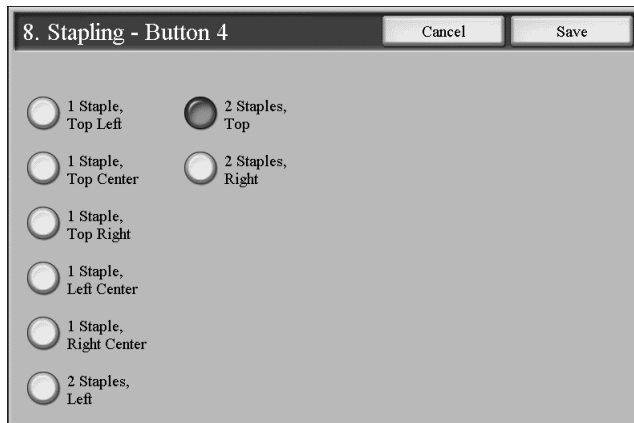 8. Stapling - Button 4
Cancel
Save
1 Staple,
Top Left
1 Staple,
Top Center
1 Staple,
Top Right
1 Staple,
Left Center
1 Staple,
Right Center
2 Staples,
Left
2 Staples,
Top
2 Staples,
Right